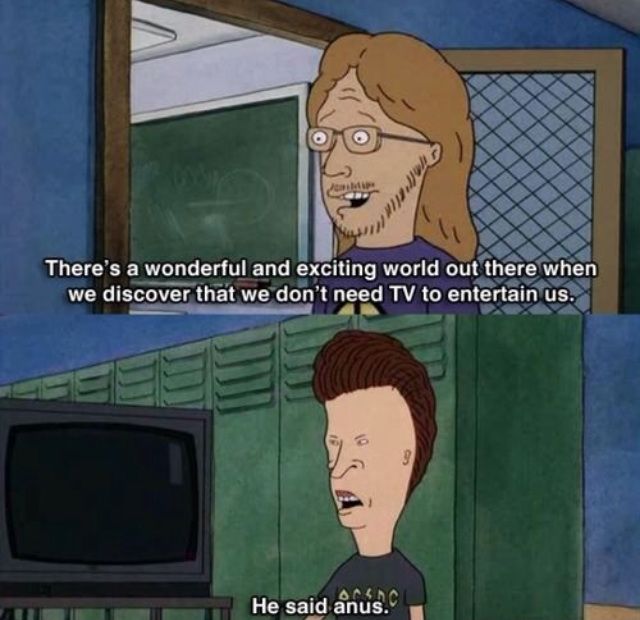 There's a wonderful and exciting world out there when
we discover that we don't need TV to entertain us.
He said anus.